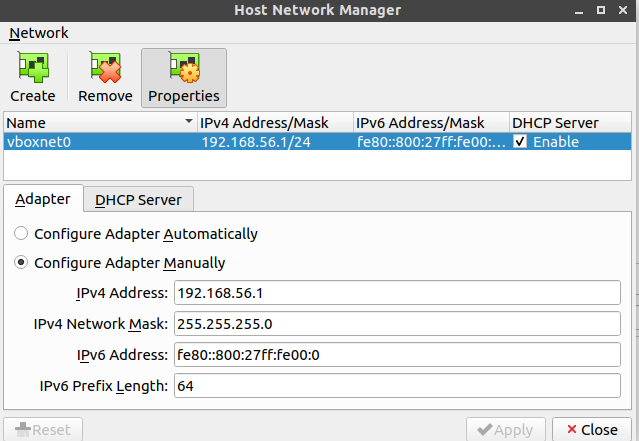 Host Network Manager
Network
Create Remove Properties
Name IPv4 Address/Mask IPv6 Address/Mask DHCP Server
vboxnet0 192.168.56.1/24 fe80::800:27ff:fe00:... Enable
Adapter DHCP Server
Configure Adapter Automatically
Configure Adapter Manually
IPv4 Address: 192.168.56.1
IPv4 Network Mask: 255.255.255.0
IPv6 Address: fe80::800:27ff:fe00:0
IPv6 Prefix Length: 64
Reset Apply Close